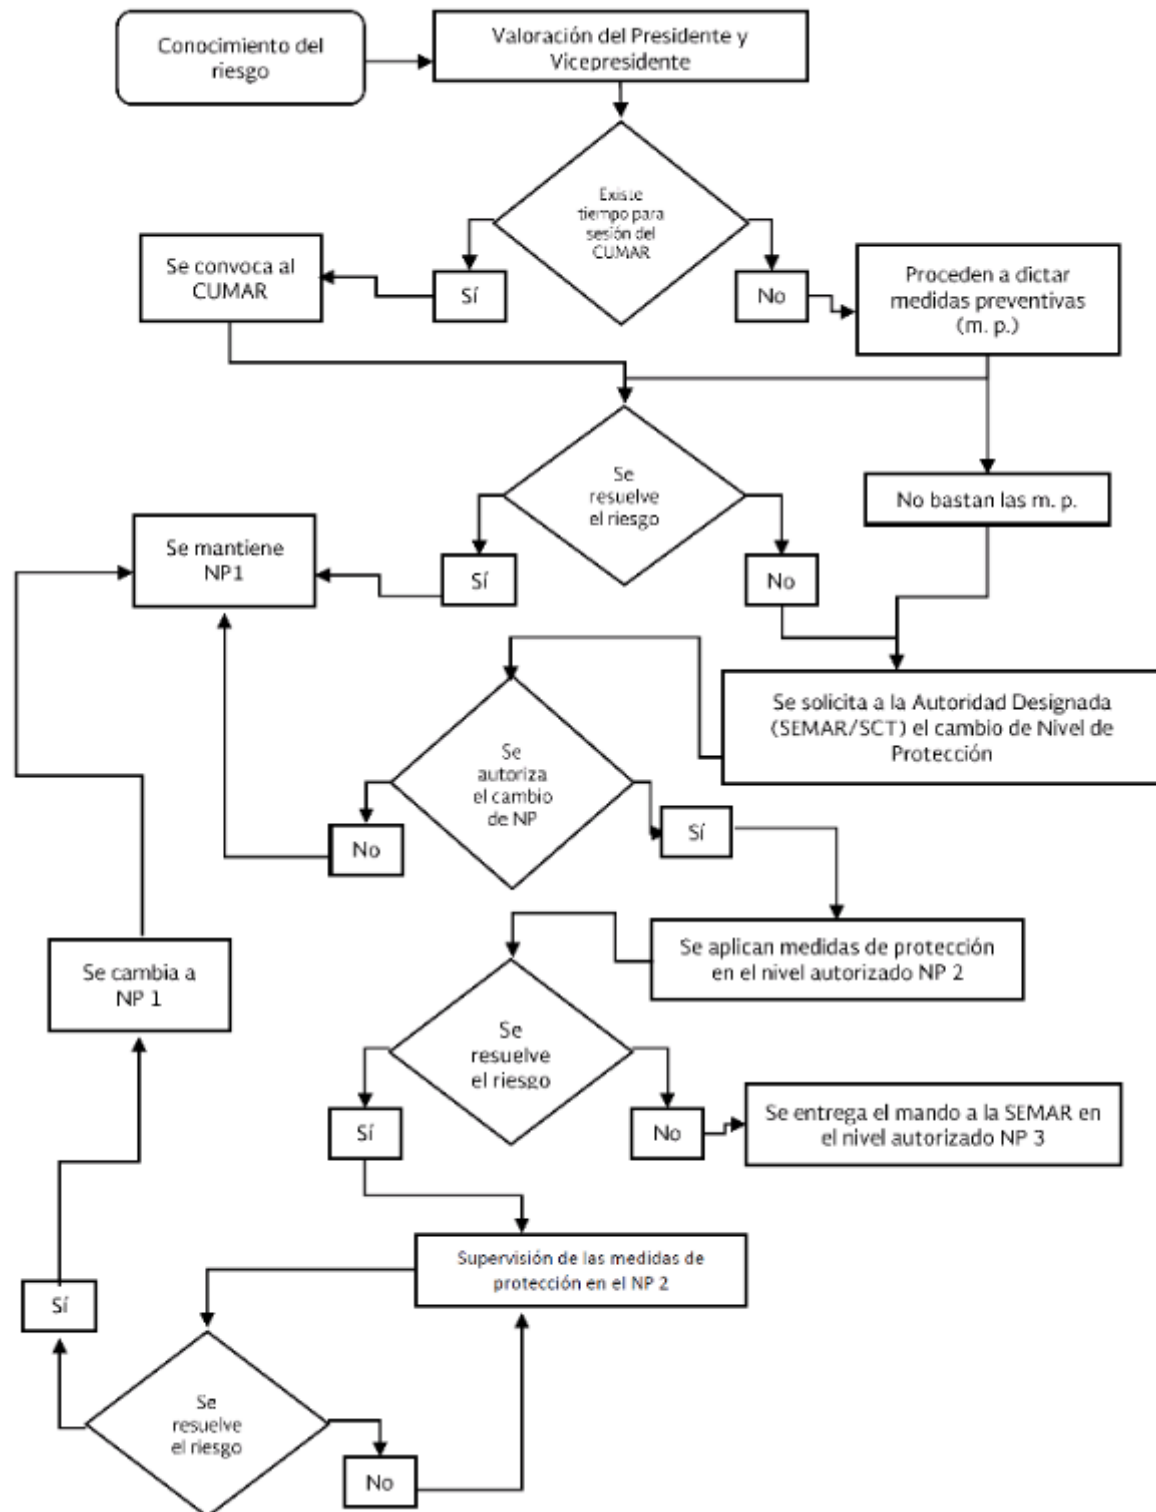 Conocimiento del
riesgo
Valoración del Presidente y
Vicepresidente
Existe
tiempo para
sesión del
CUMAR
Se convoca al
CUMAR
Sí
No
Proceden a dictar
medidas preventivas
(m. p.)
Se
resuelve
el riesgo
No bastan las m. p.
Se mantiene
NP1
Sí
No
Se solicita a la Autoridad Designada
(SEMAR/SCT) el cambio de Nivel de
Protección
Se
autoriza
el cambio
de NP
No
Sí
Se aplican medidas de protección
en el nivel autorizado NP 2
Se cambia a
NP 1
Se
resuelve
el riesgo
Sí
No
Se entrega el mando a la SEMAR en
el nivel autorizado NP 3
Supervisión de las medidas de
protección en el NP 2
Sí
Se
resuelve
el riesgo
No